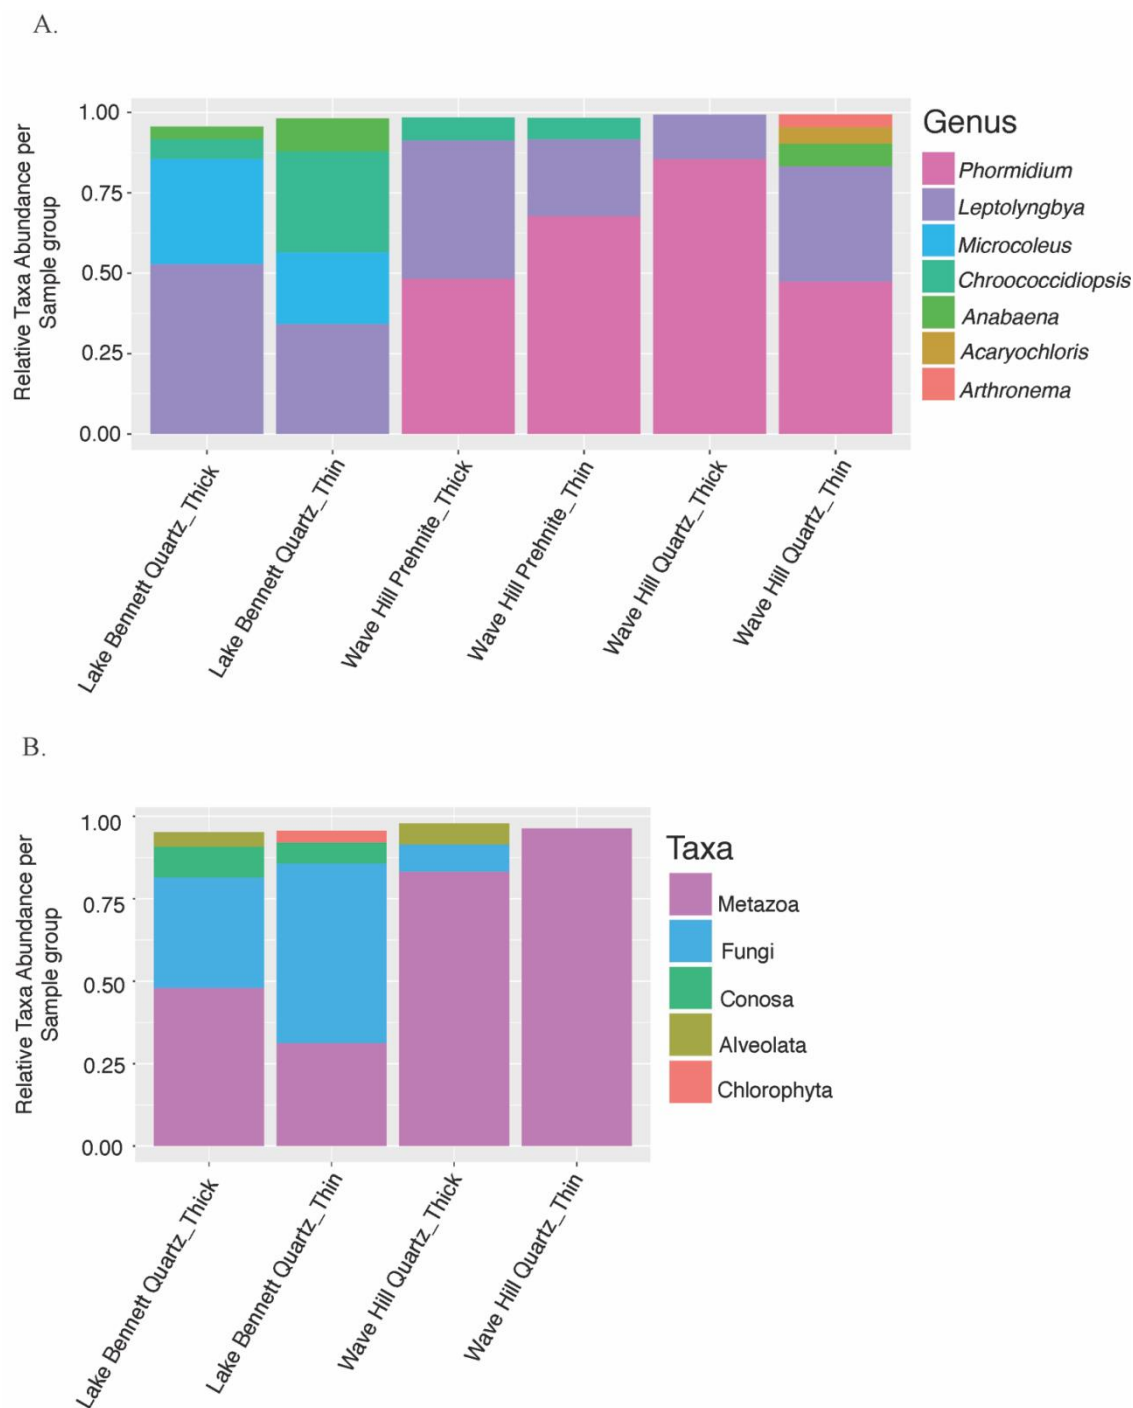 A.
Relative Taxa Abundance per
Sample group
1.00
0.75
0.50
0.25
0.00
Lake Bennett Quartz_Thick
Lake Bennett Quartz_Thin
Wave Hill Prehnite_Thick
Wave Hill Prehnite_Thin
Wave Hill Quartz_Thick
Wave Hill Quartz_Thin
Genus
Phormidium
Leptolyngbya
Microcoleus
Chroococcidiopsis
Anabaena
Acaryochloris
Arthronema
B.
Relative Taxa Abundance per
Sample group
1.00
0.75
0.50
0.25
0.00
Lake Bennett Quartz_Thick
Lake Bennett Quartz_Thin
Wave Hill Quartz_Thick
Wave Hill Quartz_Thin
Taxa
Metazoa
Fungi
Conosa
Alveolata
Chlorophyta